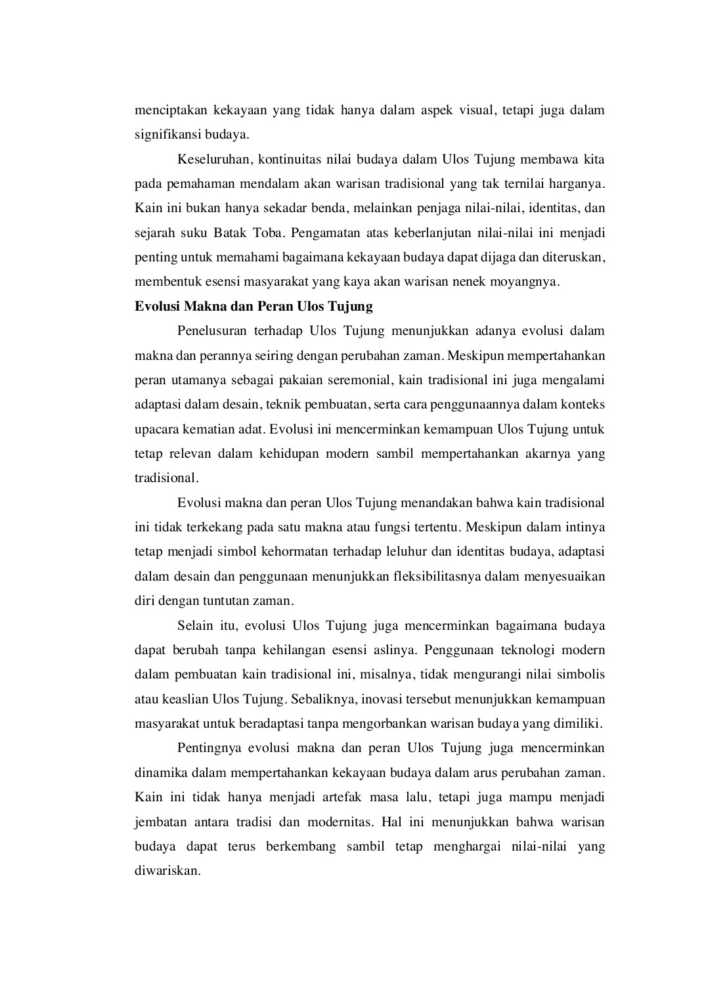 menciptakan kekayaan yang tidak hanya dalam aspek visual, tetapi juga dalam
signifikansi budaya.
Keseluruhan, kontinuitas nilai budaya dalam Ulos Tujung membawa kita
pada pemahaman mendalam akan warisan tradisional yang tak ternilai harganya.
Kain ini bukan hanya sekadar benda, melainkan penjaga nilai-nilai, identitas, dan
sejarah suku Batak Toba. Pengamatan atas keberlanjutan nilai-nilai ini menjadi
penting untuk memahami bagaimana kekayaan budaya dapat dijaga dan diteruskan,
membentuk esensi masyarakat yang kaya akan warisan nenek moyangnya.
Evolusi Makna dan Peran Ulos Tujung
Penelusuran terhadap Ulos Tujung menunjukkan adanya evolusi dalam
makna dan perannya seiring dengan perubahan zaman. Meskipun mempertahankan
peran utamanya sebagai pakaian seremonial, kain tradisional ini juga mengalami
adaptasi dalam desain, teknik pembuatan, serta cara penggunaannya dalam konteks
upacara kematian adat. Evolusi ini mencerminkan kemampuan Ulos Tujung untuk
tetap relevan dalam kehidupan modern sambil mempertahankan akarnya yang
tradisional.
Evolusi makna dan peran Ulos Tujung menandakan bahwa kain tradisional
ini tidak terkekang pada satu makna atau fungsi tertentu. Meskipun dalam intinya
tetap menjadi simbol kehormatan terhadap leluhur dan identitas budaya, adaptasi
dalam desain dan penggunaan menunjukkan fleksibilitasnya dalam menyesuaikan
diri dengan tuntutan zaman.
Selain itu, evolusi Ulos Tujung juga mencerminkan bagaimana budaya
dapat berubah tanpa kehilangan esensi aslinya. Penggunaan teknologi modern
dalam pembuatan kain tradisional ini, misalnya, tidak mengurangi nilai simbolis
atau keaslian Ulos Tujung. Sebaliknya, inovasi tersebut menunjukkan kemampuan
masyarakat untuk beradaptasi tanpa mengorbankan warisan budaya yang dimiliki.
Pentingnya evolusi makna dan peran Ulos Tujung juga mencerminkan
dinamika dalam mempertahankan kekayaan budaya dalam arus perubahan zaman.
Kain ini tidak hanya menjadi artefak masa lalu, tetapi juga mampu menjadi
jembatan antara tradisi dan modernitas. Hal ini menunjukkan bahwa warisan
budaya dapat terus berkembang sambil tetap menghargai nilai-nilai yang
diwariskan.